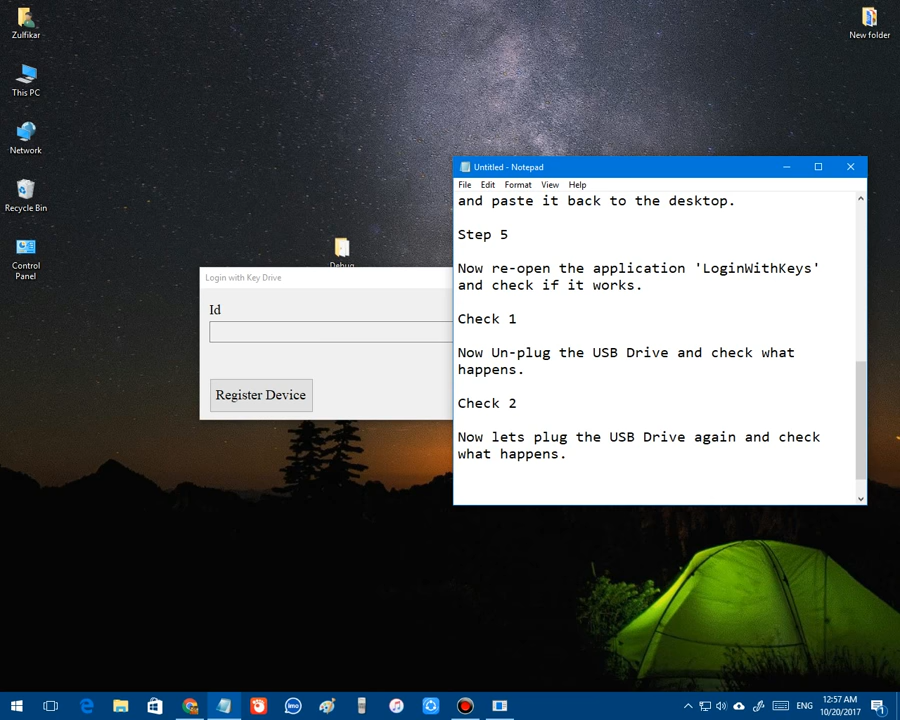 Zulfikar
New folder
This PC
Network
Recycle Bin
Control
Panel
Debug
Login with Key Drive
Id
Register Device
Untitled - Notepad
File Edit Format View Help
and paste it back to the desktop.
Step 5
Now re-open the application 'LoginWithKeys'
and check if it works.
Check 1
Now Un-plug the USB Drive and check what
happens.
Check 2
Now lets plug the USB Drive again and check
what happens.
imo
ENG
12:57 AM
10/20/2017
1